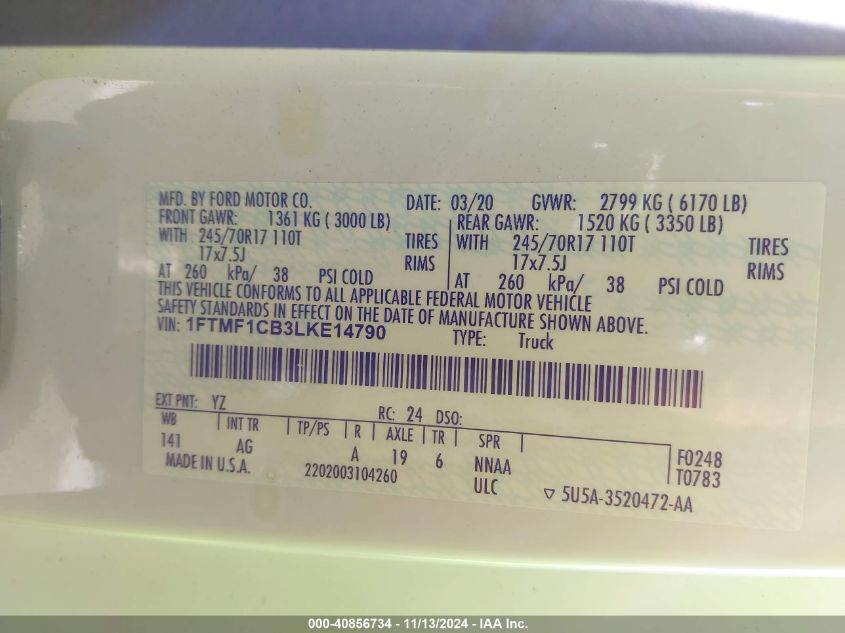 MFD. BY FORD MOTOR CO. DATE: 03/20 GVWR: 2799 KG ( 6170 LB)
FRONT GAWR: 1361 KG ( 3000 LB) REAR GAWR: 1520 KG ( 3350 LB)
WITH 245/70R17 110T TIRES WITH 245/70R17 110T TIRES
17x7.5J RIMS 17x7.5J RIMS
AT 260 kPa/ 38 PSI COLD AT 260 kPa/ 38 PSI COLD
THIS VEHICLE CONFORMS TO ALL APPLICABLE FEDERAL MOTOR VEHICLE
SAFETY STANDARDS IN EFFECT ON THE DATE OF MANUFACTURE SHOWN ABOVE.
VIN: 1FTMF1CB3LKE14790 TYPE: Truck
EXT PNT: YZ RC: 24 DSO:
WB INT TR TP/PS R AXLE TR SPR
141 AG A 19 6 NNAA F0248
MADE IN U.S.A. 2202003104260 ULC T0783
▽ 5U5A-3520472-AA
000-40856734 - 11/13/2024 - IAA Inc.